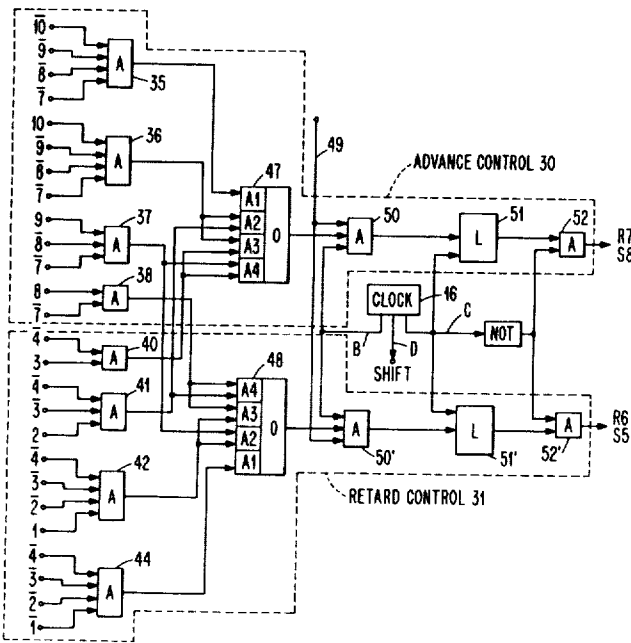 1̅0̅
9̅
8̅
7̅
A
35
10
9̅
8̅
7̅
A
36
9
8̅
7̅
A
37
8
7̅
A
38
4
3
A
40
4̅
3̅
2
A
41
4̅
3̅
2̅
1
A
42
4̅
3̅
2̅
1̅
A
44
47
A1
A2
A3
A4
O
48
A4
A3
A2
A1
O
49
ADVANCE CONTROL 30
A
50
L
51
A
52
R7
S8
CLOCK
16
B
D
C
SHIFT
NOT
A
50'
L
51'
A
52'
R6
S5
RETARD CONTROL 31